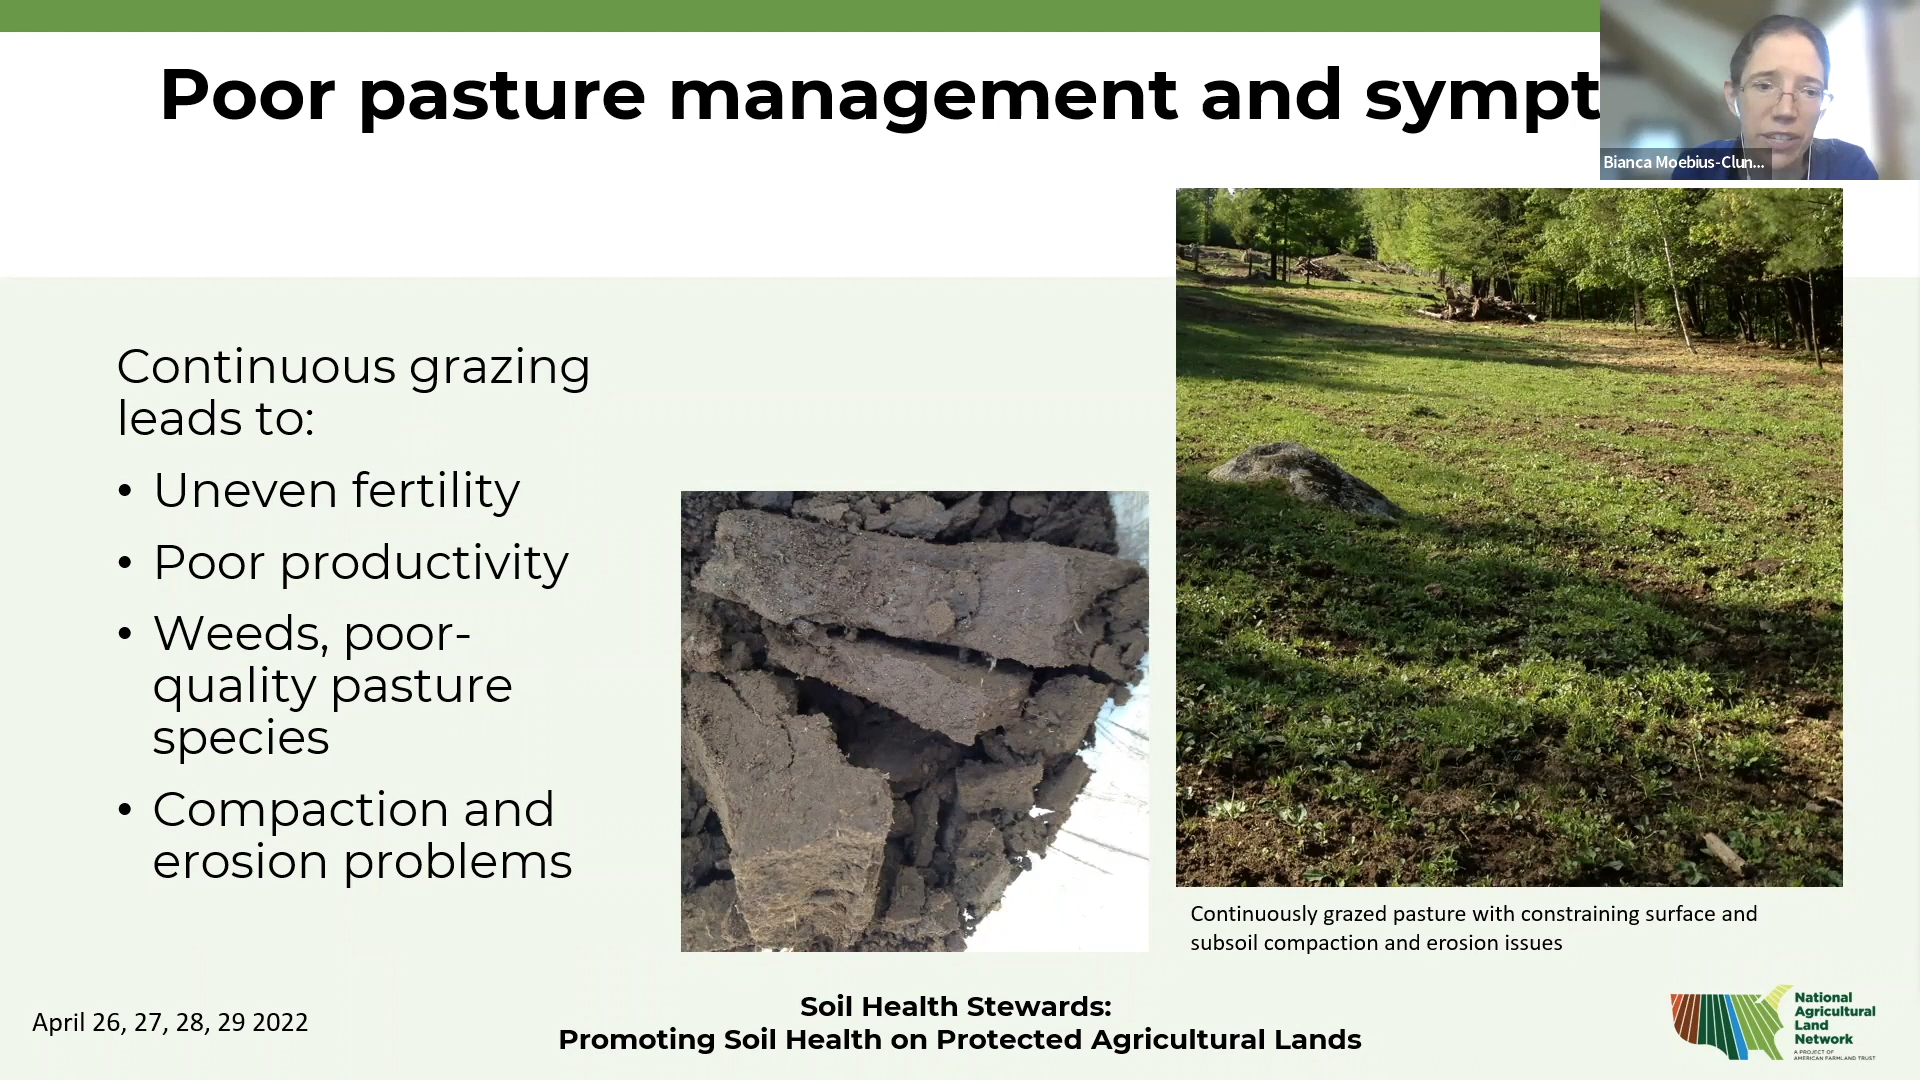 Poor pasture management and sympt
Bianca Moebius-Clun...
Continuous grazing
leads to:
• Uneven fertility
• Poor productivity
• Weeds, poor-
quality pasture
species
• Compaction and
erosion problems
Continuously grazed pasture with constraining surface and
subsoil compaction and erosion issues
April 26, 27, 28, 29 2022
Soil Health Stewards:
Promoting Soil Health on Protected Agricultural Lands
National
Agricultural
Land
Network
A PROJECT OF
AMERICAN FARMLAND TRUST